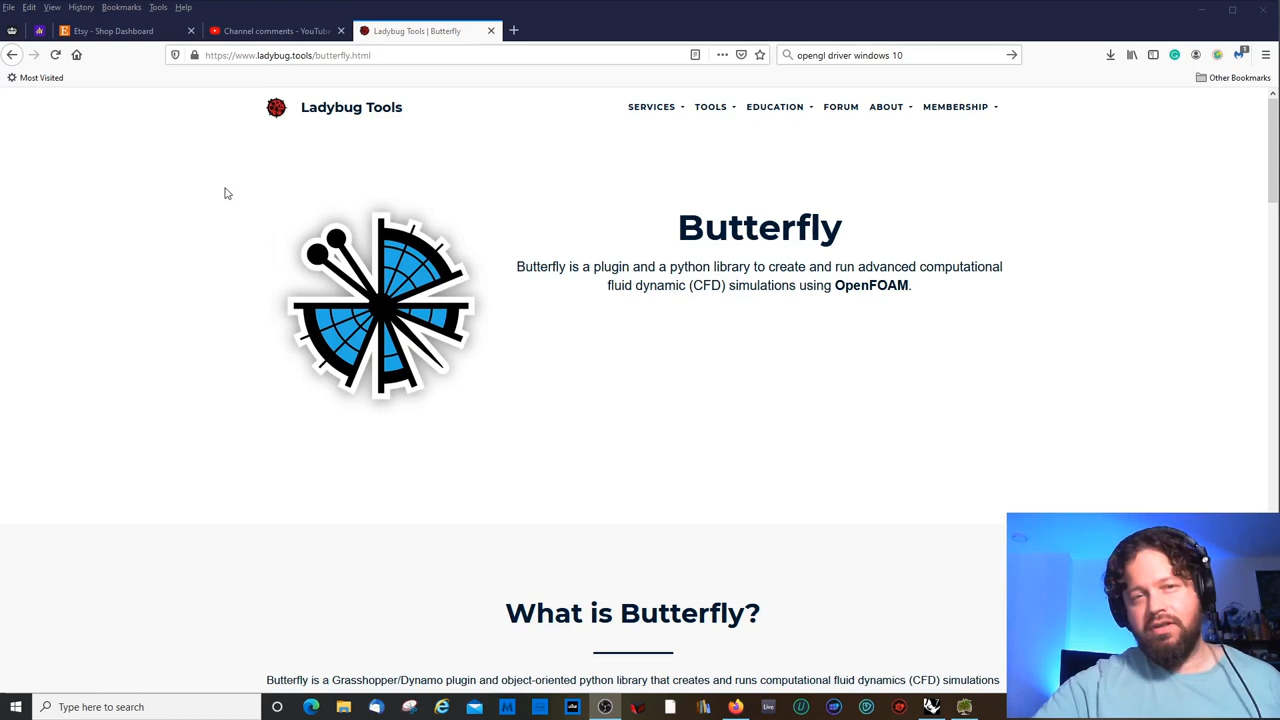 File Edit View History Bookmarks Tools Help
Etsy - Shop Dashboard
Channel comments - YouTube
Ladybug Tools | Butterfly
https://www.ladybug.tools/butterfly.html
opengl driver windows 10
Most Visited
Other Bookmarks
Ladybug Tools
SERVICES TOOLS EDUCATION FORUM ABOUT MEMBERSHIP
Butterfly
Butterfly is a plugin and a python library to create and run advanced computational
fluid dynamic (CFD) simulations using OpenFOAM.
What is Butterfly?
Butterfly is a Grasshopper/Dynamo plugin and object-oriented python library that creates and runs computational fluid dynamics (CFD) simulations
Type here to search